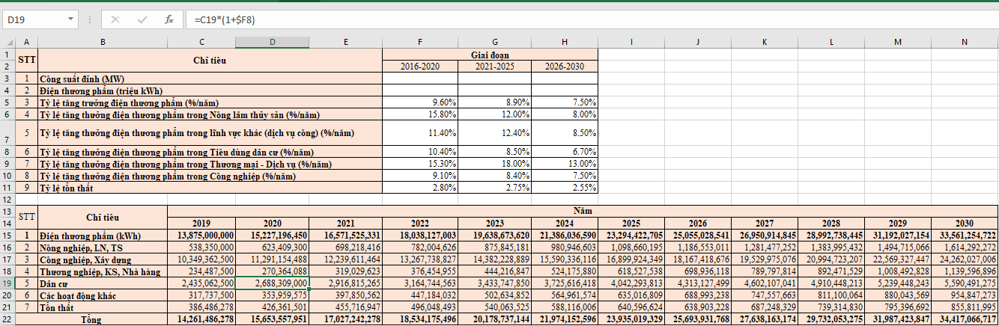 D19 fx =C19*(1+$F8)
A B C D E F G H I J K L M N
1 STT Chỉ tiêu Giai đoạn
2 2016-2020 2021-2025 2026-2030
3 1 Công suất đỉnh (MW)
4 2 Điện thương phẩm (triệu kWh)
5 3 Tỷ lệ tăng trưởng điện thương phẩm (%/năm) 9.60% 8.90% 7.50%
6 4 Tỷ lệ tăng thưởng điện thương phẩm trong Nông lâm thủy sản (%/năm) 15.80% 12.00% 8.00%
7 5 Tỷ lệ tăng thưởng điện thương phẩm trong lĩnh vực khác (dịch vụ công) (%/năm) 11.40% 12.40% 8.50%
8 6 Tỷ lệ tăng thưởng điện thương phẩm trong Tiêu dùng dân cư (%/năm) 10.40% 8.50% 6.70%
9 7 Tỷ lệ tăng thưởng điện thương phẩm trong Thương mại - Dịch vụ (%/năm) 15.30% 18.00% 13.00%
10 8 Tỷ lệ tăng thưởng điện thương phẩm trong Công nghiệp (%/năm) 9.10% 8.40% 7.50%
11 9 Tỷ lệ tổn thất 2.80% 2.75% 2.55%
12
13 STT Chỉ tiêu Năm
14 2019 2020 2021 2022 2023 2024 2025 2026 2027 2028 2029 2030
15 1 Điện thương phẩm (kWh) 13,875,000,000 15,227,196,450 16,571,525,331 18,038,127,003 19,638,673,620 21,386,036,590 23,294,422,705 25,055,028,541 26,950,914,845 28,992,738,445 31,192,027,154 33,561,254,722
16 2 Nông nghiệp, LN, TS 538,350,000 623,409,300 698,218,416 782,004,626 875,845,181 980,946,603 1,098,660,195 1,186,553,011 1,281,477,252 1,383,995,432 1,494,715,066 1,614,292,272
17 3 Công nghiệp, Xây dựng 10,349,362,500 11,291,154,488 12,239,611,464 13,267,738,827 14,382,228,889 15,590,336,116 16,899,924,349 18,167,418,676 19,529,975,076 20,994,723,207 22,569,327,447 24,262,027,006
18 4 Thương nghiệp, KS, Nhà hàng 234,487,500 270,364,088 319,029,623 376,454,955 444,216,847 524,175,880 618,527,538 698,936,118 789,797,814 892,471,529 1,008,492,828 1,139,596,896
19 5 Dân cư 2,435,062,500 2,688,309,000 2,916,815,265 3,164,744,563 3,433,747,850 3,725,616,418 4,042,293,813 4,313,127,499 4,602,107,041 4,910,448,213 5,239,448,243 5,590,491,275
20 6 Các hoạt động khác 317,737,500 353,959,575 397,850,562 447,184,032 502,634,852 564,961,574 635,016,809 688,993,238 747,557,663 811,100,064 880,043,569 954,847,273
21 7 Tổn thất 386,486,278 426,361,501 455,716,947 496,048,493 540,063,525 588,116,006 640,596,624 638,903,228 687,248,329 739,314,830 795,396,692 855,811,995
22 Tổng 14,261,486,278 15,653,557,951 17,027,242,278 18,534,175,496 20,178,737,144 21,974,152,596 23,935,019,329 25,693,931,768 27,638,163,174 29,732,053,275 31,987,423,847 34,417,066,717